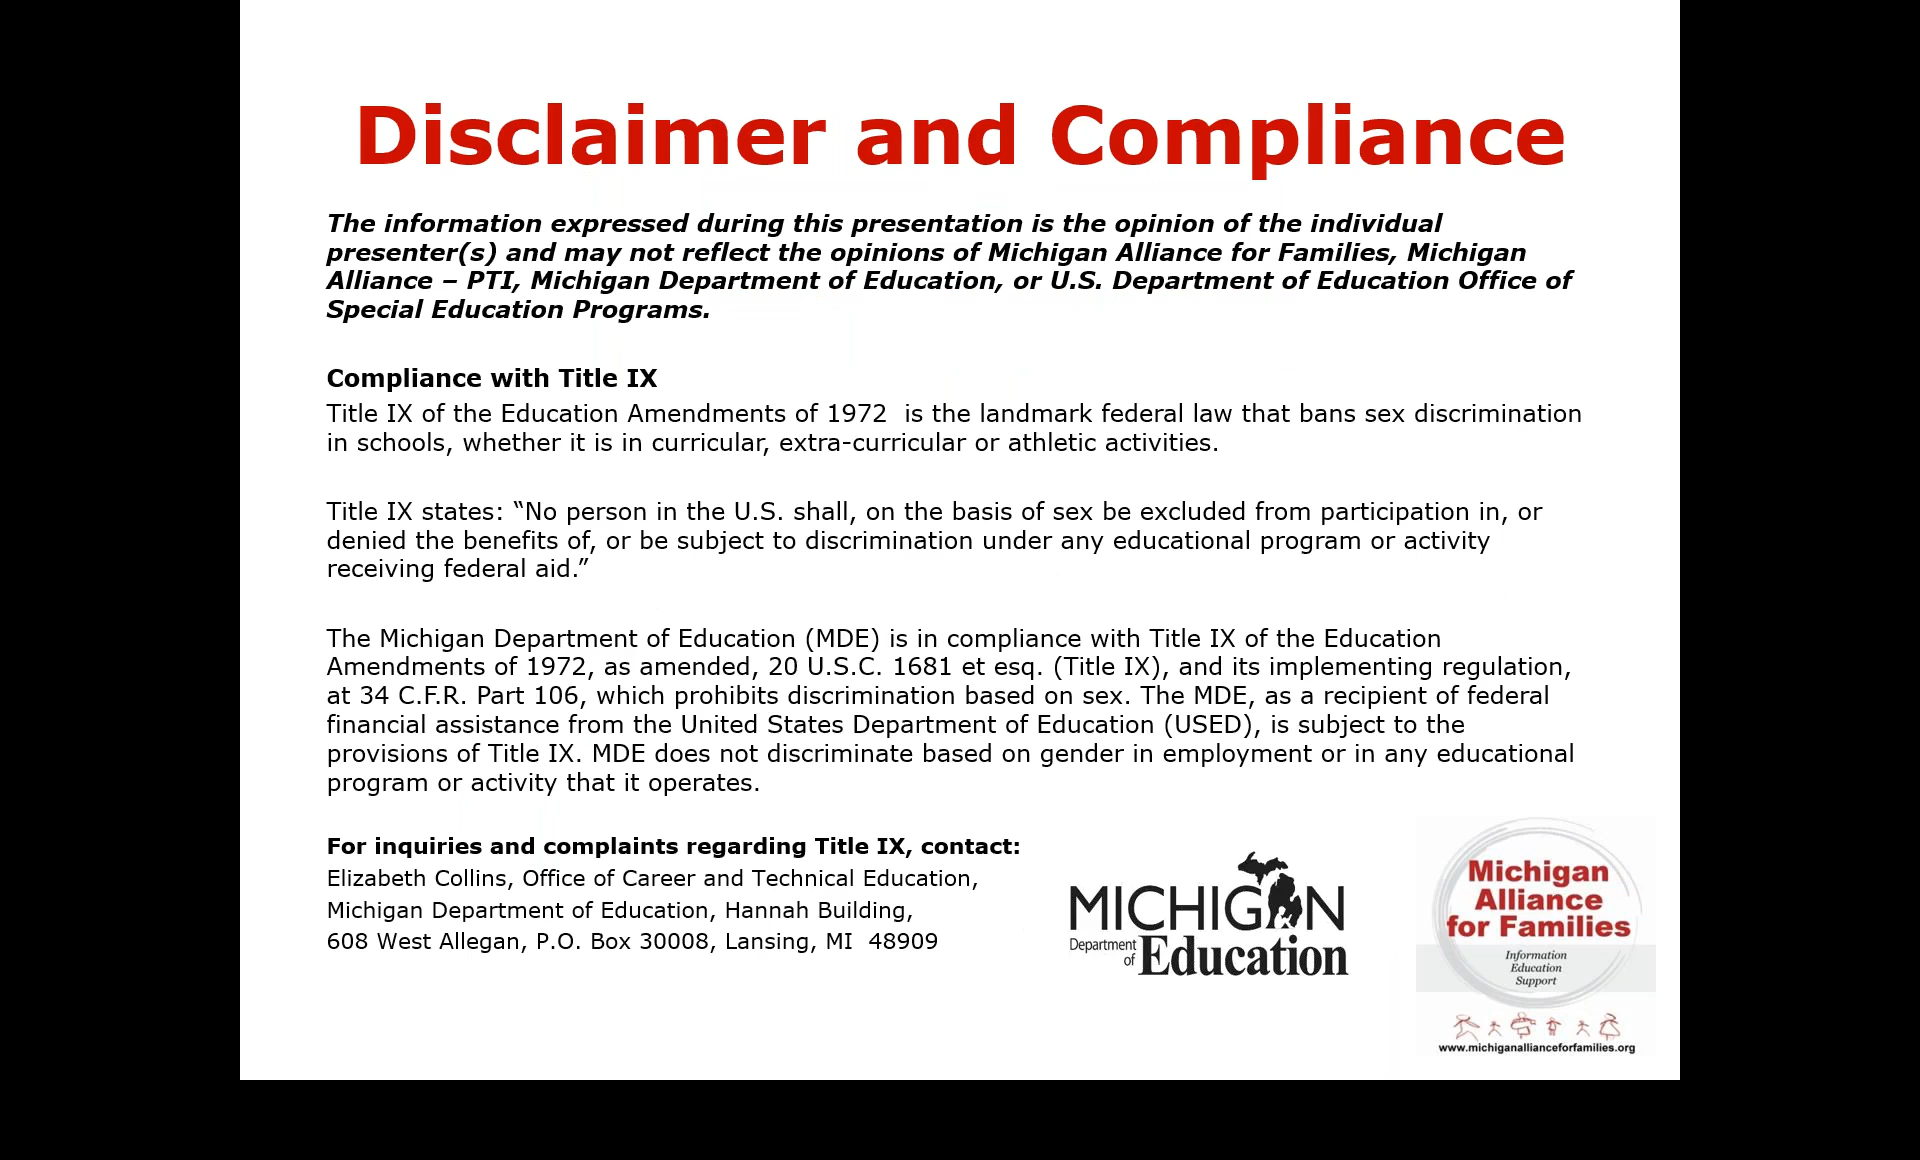 Disclaimer and Compliance
The information expressed during this presentation is the opinion of the individual
presenter(s) and may not reflect the opinions of Michigan Alliance for Families, Michigan
Alliance – PTI, Michigan Department of Education, or U.S. Department of Education Office of
Special Education Programs.
Compliance with Title IX
Title IX of the Education Amendments of 1972  is the landmark federal law that bans sex discrimination
in schools, whether it is in curricular, extra-curricular or athletic activities.
Title IX states: “No person in the U.S. shall, on the basis of sex be excluded from participation in, or
denied the benefits of, or be subject to discrimination under any educational program or activity
receiving federal aid.”
The Michigan Department of Education (MDE) is in compliance with Title IX of the Education
Amendments of 1972, as amended, 20 U.S.C. 1681 et esq. (Title IX), and its implementing regulation,
at 34 C.F.R. Part 106, which prohibits discrimination based on sex. The MDE, as a recipient of federal
financial assistance from the United States Department of Education (USED), is subject to the
provisions of Title IX. MDE does not discriminate based on gender in employment or in any educational
program or activity that it operates.
For inquiries and complaints regarding Title IX, contact:
Elizabeth Collins, Office of Career and Technical Education,
Michigan Department of Education, Hannah Building,
608 West Allegan, P.O. Box 30008, Lansing, MI  48909
MICHIGAN
Department
of Education
Michigan
Alliance
for Families
Information
Education
Support
www.michiganallianceforfamilies.org